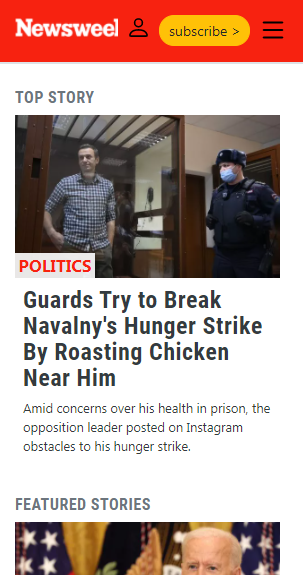 Newsweek
subscribe >
TOP STORY
POLITICS
Guards Try to Break
Navalny's Hunger Strike
By Roasting Chicken
Near Him
Amid concerns over his health in prison, the
opposition leader posted on Instagram
obstacles to his hunger strike.
FEATURED STORIES